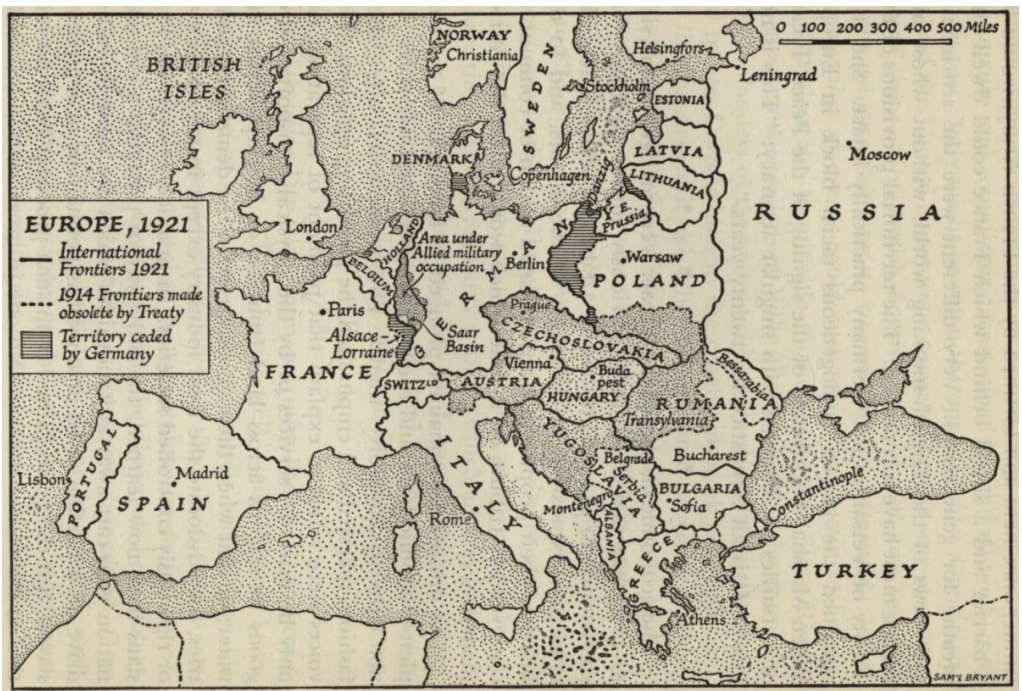 NORWAY
Christiania
SWEDEN
Helsingfors
Stockholm
Leningrad
0 100 200 300 400 500 Miles
BRITISH
ISLES
ESTONIA
LATVIA
LITHUANIA
Moscow
RUSSIA
DENMARK
Copenhagen
Danzig
E.
Prussia
EUROPE, 1921
International
Frontiers 1921
1914 Frontiers made
obsolete by Treaty
Territory ceded
by Germany
London
HOLLAND
BELGIUM
Area under
Allied military
occupation
GERMANY
Berlin
Warsaw
POLAND
Paris
Alsace-
Lorraine
Saar
Basin
Prague
CZECHOSLOVAKIA
FRANCE
SWITZLD
Vienna
AUSTRIA
Buda
pest
HUNGARY
Bessarabia
RUMANIA
Transylvania
Bucharest
ITALY
YUGOSLAVIA
Belgrade
Serbia
Montenegro
ALBANIA
BULGARIA
Sofia
Constantinople
Lisbon
PORTUGAL
Madrid
SPAIN
Rome
GREECE
Athens
TURKEY
SAM'L BRYANT